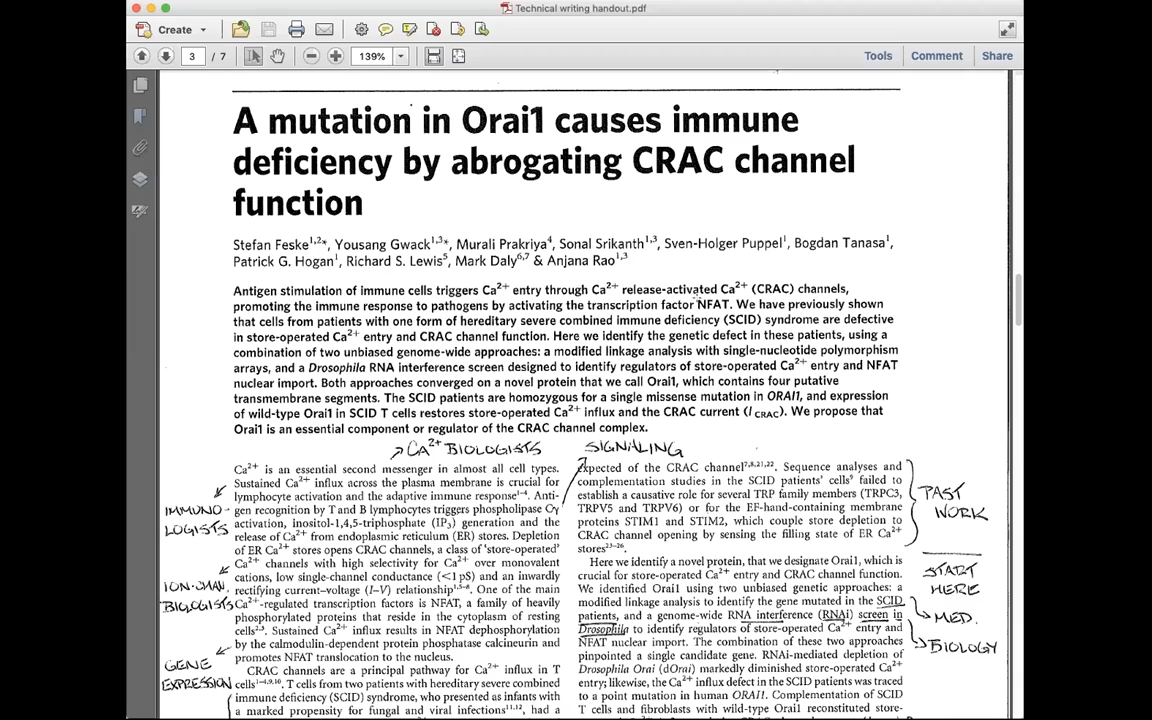 Technical writing handout.pdf
Create
3 / 7
139%
Tools
Comment
Share
A mutation in Orai1 causes immune
deficiency by abrogating CRAC channel
function
Stefan Feske1,2*, Yousang Gwack1,3*, Murali Prakriya4, Sonal Srikanth1,3, Sven-Holger Puppel1, Bogdan Tanasa1,
Patrick G. Hogan1, Richard S. Lewis5, Mark Daly6,7 & Anjana Rao1,3
Antigen stimulation of immune cells triggers Ca2+ entry through Ca2+ release-activated Ca2+ (CRAC) channels,
promoting the immune response to pathogens by activating the transcription factor NFAT. We have previously shown
that cells from patients with one form of hereditary severe combined immune deficiency (SCID) syndrome are defective
in store-operated Ca2+ entry and CRAC channel function. Here we identify the genetic defect in these patients, using a
combination of two unbiased genome-wide approaches: a modified linkage analysis with single-nucleotide polymorphism
arrays, and a Drosophila RNA interference screen designed to identify regulators of store-operated Ca2+ entry and NFAT
nuclear import. Both approaches converged on a novel protein that we call Orai1, which contains four putative
transmembrane segments. The SCID patients are homozygous for a single missense mutation in ORAI1, and expression
of wild-type Orai1 in SCID T cells restores store-operated Ca2+ influx and the CRAC current (I CRAC). We propose that
Orai1 is an essential component or regulator of the CRAC channel complex.
Ca2+ BIOLOGISTS
SIGNALING
Ca2+ is an essential second messenger in almost all cell types.
Sustained Ca2+ influx across the plasma membrane is crucial for
lymphocyte activation and the adaptive immune response1–4. Anti-
gen recognition by T and B lymphocytes triggers phospholipase Cγ
activation, inositol-1,4,5-triphosphate (IP3) generation and the
release of Ca2+ from endoplasmic reticulum (ER) stores. Depletion
of ER Ca2+ stores opens CRAC channels, a class of 'store-operated'
Ca2+ channels with high selectivity for Ca2+ over monovalent
cations, low single-channel conductance (<1 pS) and an inwardly
rectifying current–voltage (I–V) relationship1,5–8. One of the main
Ca2+-regulated transcription factors is NFAT, a family of heavily
phosphorylated proteins that reside in the cytoplasm of resting
cells2,3. Sustained Ca2+ influx results in NFAT dephosphorylation
by the calmodulin-dependent protein phosphatase calcineurin and
promotes NFAT translocation to the nucleus.
CRAC channels are a principal pathway for Ca2+ influx in T
cells1–4,9,10. T cells from two patients with hereditary severe combined
immune deficiency (SCID) syndrome, who presented as infants with
a marked propensity for fungal and viral infections11,12, had a
IMMUNO-
LOGISTS
ION-CHAN.
BIOLOGISTS
GENE
EXPRESSION
expected of the CRAC channel7,8,21,22. Sequence analyses and
complementation studies in the SCID patients' cells9 failed to
establish a causative role for several TRP family members (TRPC3,
TRPV5 and TRPV6) or for the EF-hand-containing membrane
proteins STIM1 and STIM2, which couple store depletion to
CRAC channel opening by sensing the filling state of ER Ca2+
stores23–26.
Here we identify a novel protein, that we designate Orai1, which is
crucial for store-operated Ca2+ entry and CRAC channel function.
We identified Orai1 using two unbiased genetic approaches: a
modified linkage analysis to identify the gene mutated in the SCID
patients, and a genome-wide RNA interference (RNAi) screen in
Drosophila to identify regulators of store-operated Ca2+ entry and
NFAT nuclear import. The combination of these two approaches
pinpointed a single candidate gene. RNAi-mediated depletion of
Drosophila Orai (dOrai) markedly diminished store-operated Ca2+
entry; likewise, the Ca2+ influx defect in the SCID patients was traced
to a point mutation in human ORAI1. Complementation of SCID
T cells and fibroblasts with wild-type Orai1 reconstituted store-
PAST
WORK
START
HERE
MED.
BIOLOGY